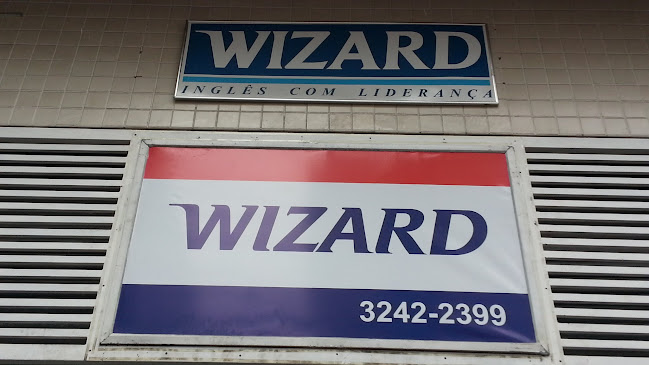 WIZARD
INGLÊS COM LIDERANÇA
WIZARD
3242-2399